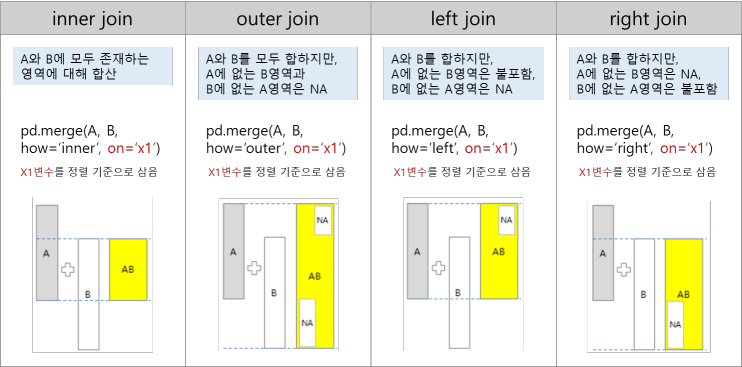 inner join
A와 B에 모두 존재하는
영역에 대해 합산
pd.merge(A, B,
how=‘inner’, on=‘x1’)
X1변수를 정렬 기준으로 삼음
A
B
AB
outer join
A와 B를 모두 합하지만,
A에 없는 B영역과
B에 없는 A영역은 NA
pd.merge(A, B,
how=‘outer’, on=‘x1’)
X1변수를 정렬 기준으로 삼음
NA
A
AB
B
NA
left join
A와 B를 합하지만,
A에 없는 B영역은 불포함,
B에 없는 A영역은 NA
pd.merge(A, B,
how=‘left’, on=‘x1’)
X1변수를 정렬 기준으로 삼음
NA
A
AB
B
right join
A와 B를 합하지만,
A에 없는 B영역은 NA,
B에 없는 A영역은 불포함
pd.merge(A, B,
how=‘right’, on=‘x1’)
X1변수를 정렬 기준으로 삼음
A
B
AB
NA